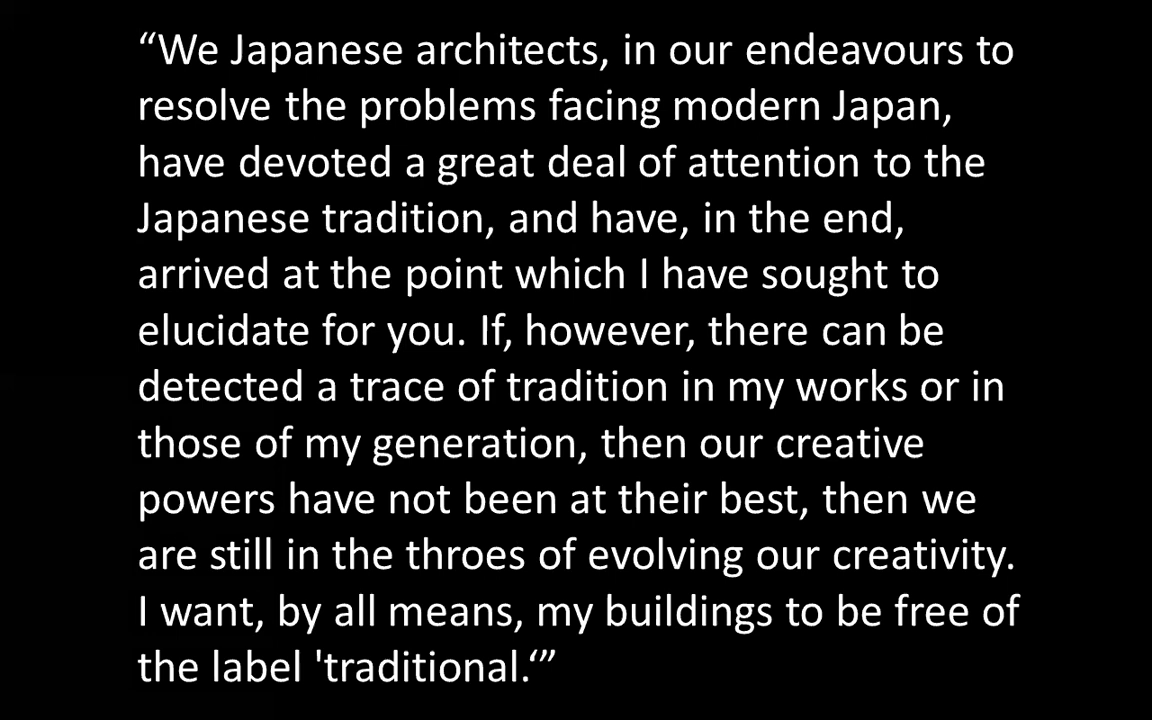 “We Japanese architects, in our endeavours to
resolve the problems facing modern Japan,
have devoted a great deal of attention to the
Japanese tradition, and have, in the end,
arrived at the point which I have sought to
elucidate for you. If, however, there can be
detected a trace of tradition in my works or in
those of my generation, then our creative
powers have not been at their best, then we
are still in the throes of evolving our creativity.
I want, by all means, my buildings to be free of
the label 'traditional.‘”